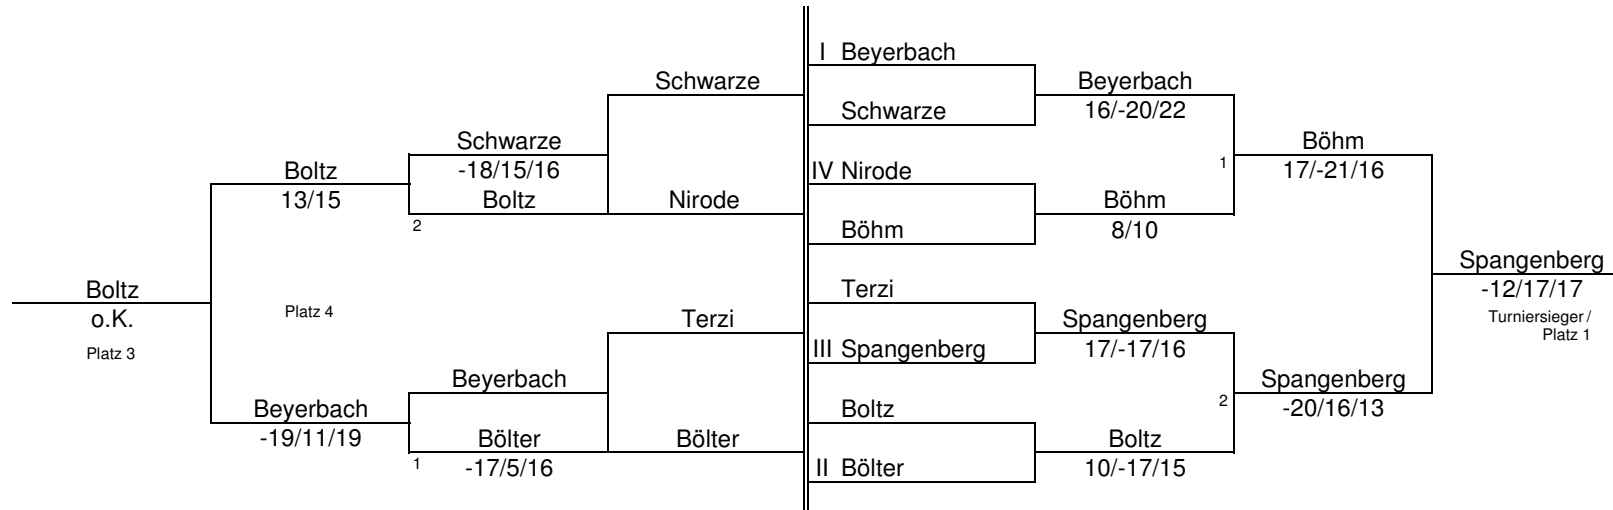 I Beyerbach
Schwarze
Beyerbach
Schwarze
16/-20/22
Schwarze
Böhm
Boltz
-18/15/16
IV Nirode
1
17/-21/16
13/15
Boltz
Nirode
Böhm
2
Böhm
8/10
Spangenberg
Boltz
Terzi
-12/17/17
o.K.
Platz 4
Terzi
Spangenberg
Turniersieger /
Platz 3
III Spangenberg
17/-17/16
Platz 1
Beyerbach
Spangenberg
Beyerbach
Boltz
2
-20/16/13
-19/11/19
Bölter
Bölter
Boltz
1
-17/5/16
II Bölter
10/-17/15